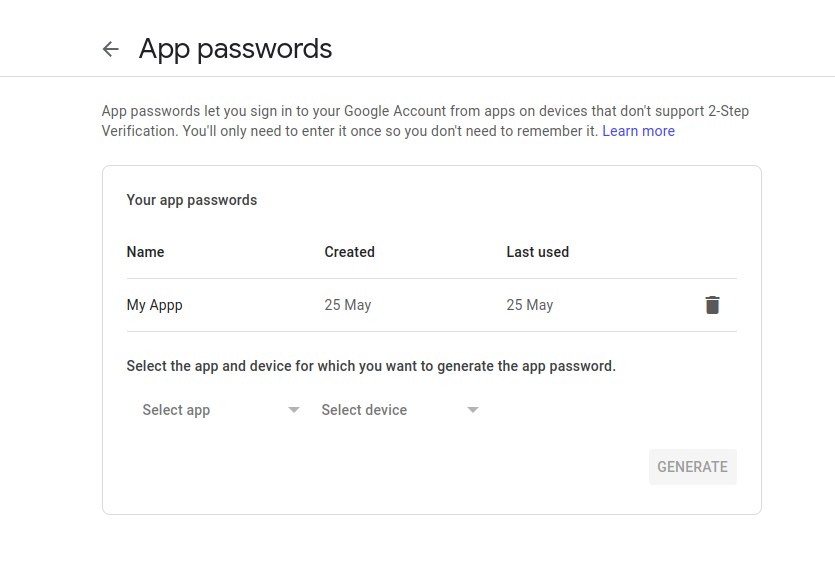 App passwords
App passwords let you sign in to your Google Account from apps on devices that don't support 2-Step
Verification. You'll only need to enter it once so you don't need to remember it. Learn more
Your app passwords
Name Created Last used
My Appp 25 May 25 May
Select the app and device for which you want to generate the app password.
Select app Select device
GENERATE